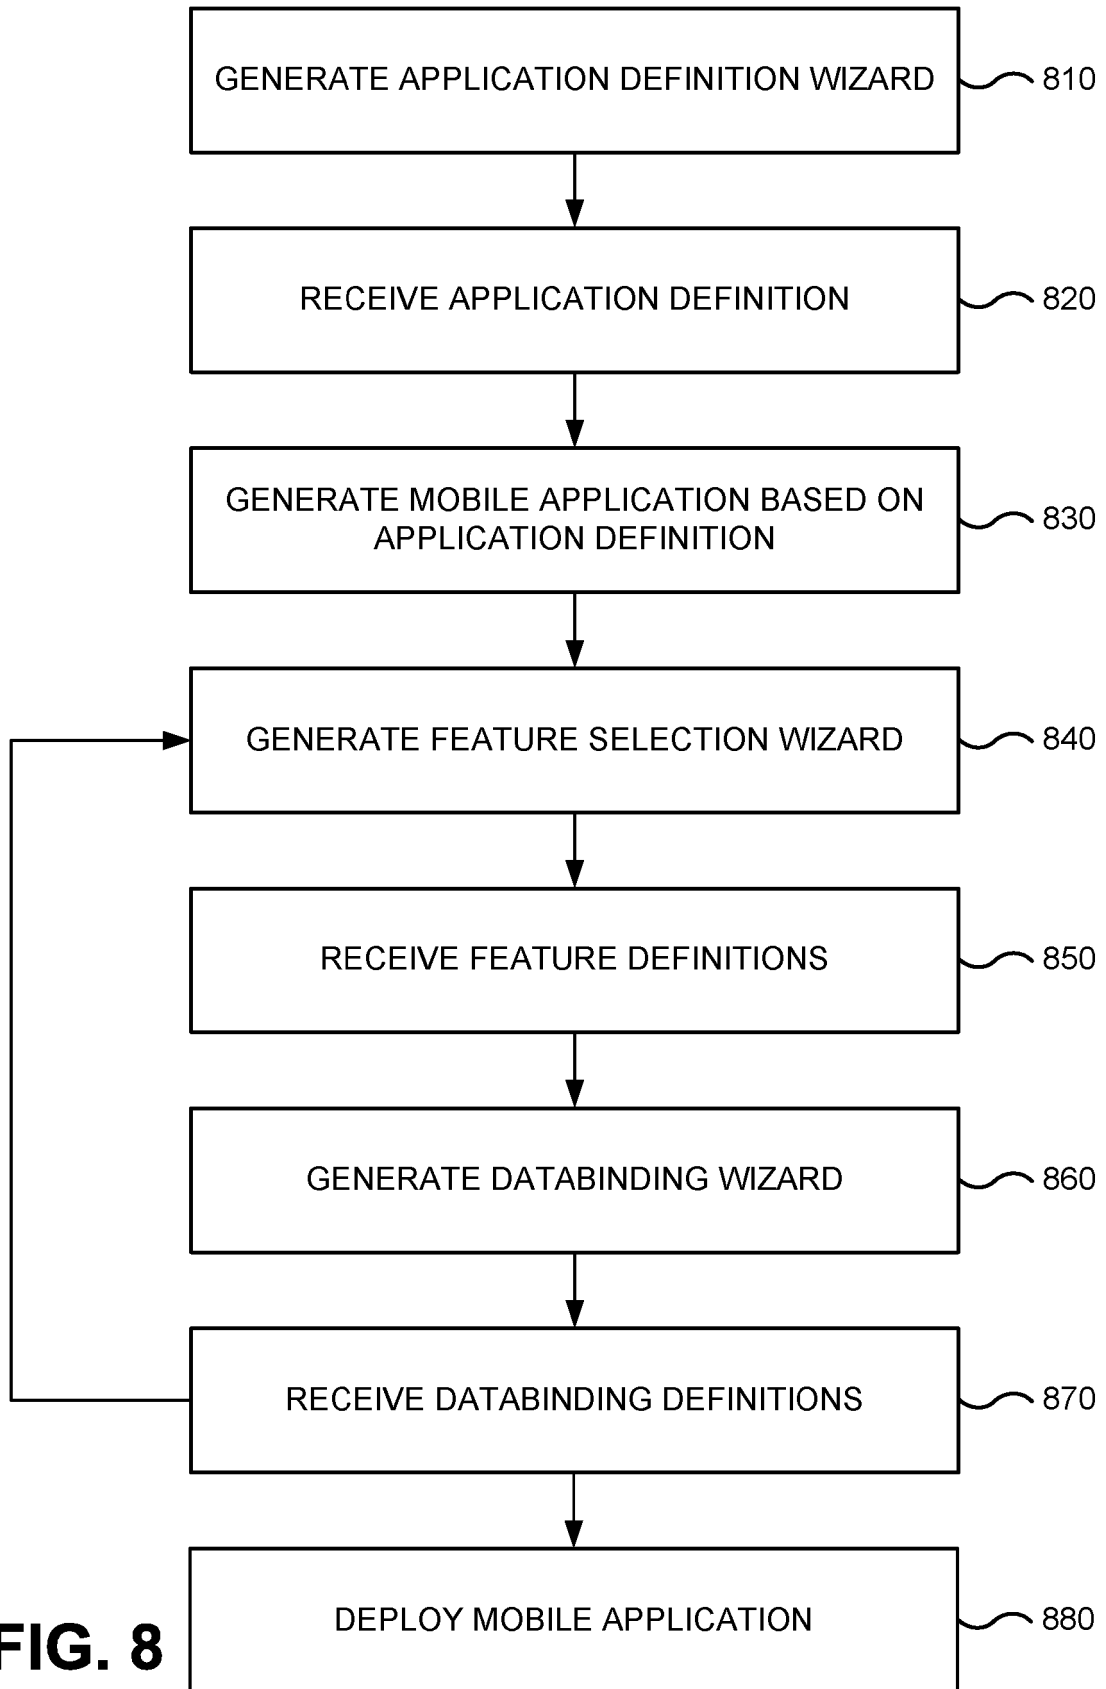 GENERATE APPLICATION DEFINITION WIZARD
810
RECEIVE APPLICATION DEFINITION
820
GENERATE MOBILE APPLICATION BASED ON
APPLICATION DEFINITION
830
GENERATE FEATURE SELECTION WIZARD
840
RECEIVE FEATURE DEFINITIONS
850
GENERATE DATABINDING WIZARD
860
RECEIVE DATABINDING DEFINITIONS
870
DEPLOY MOBILE APPLICATION
880
FIG. 8